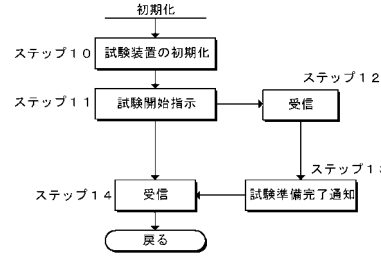 初期化
ステップ１０
試験装置の初期化
ステップ１２
ステップ１１
試験開始指示
受信
ステップ１３
ステップ１４
受信
試験準備完了通知
戻る